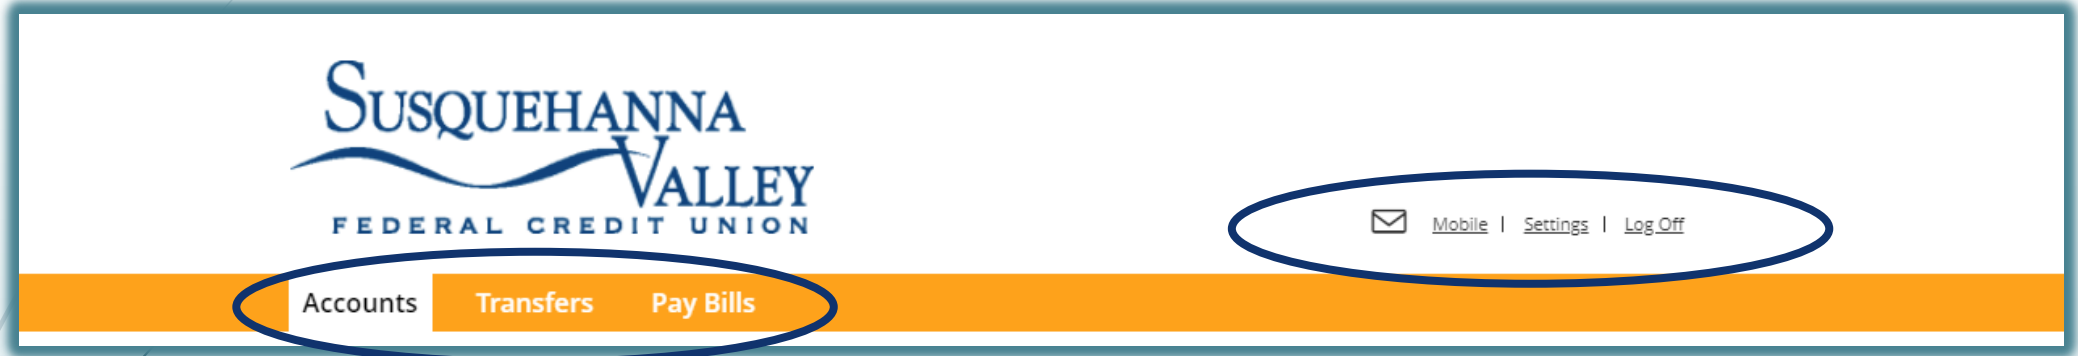 SUSQUEHANNA
VALLEY
FEDERAL CREDIT UNION
Mobile | Settings | Log Off
Accounts Transfers Pay Bills